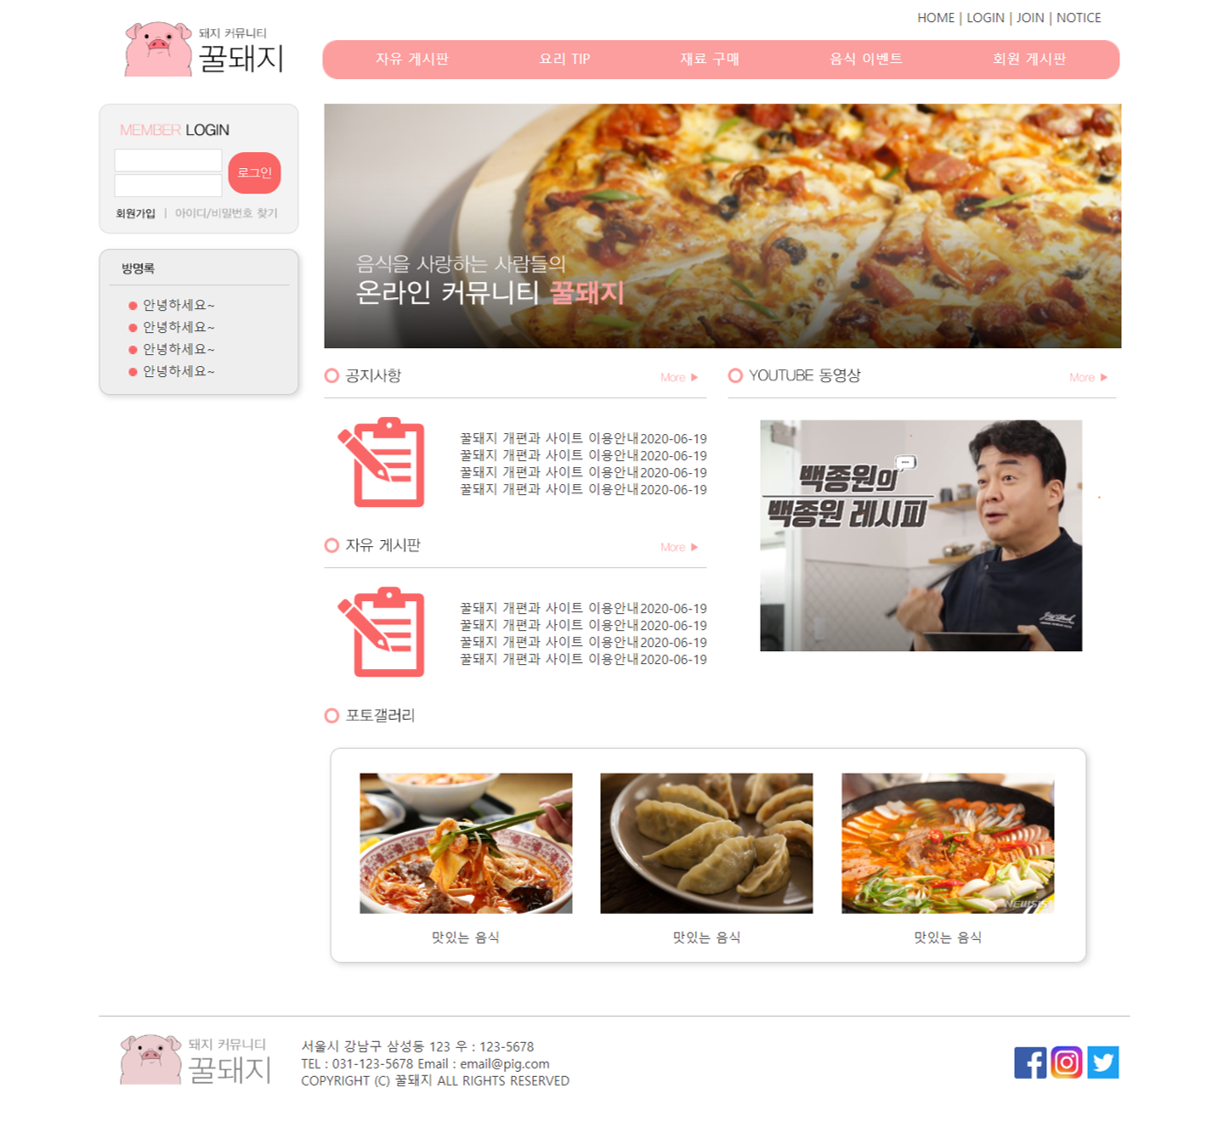 돼지 커뮤니티
꿀돼지
HOME | LOGIN | JOIN | NOTICE
자유 게시판 요리 TIP 재료 구매 음식 이벤트 회원 게시판
MEMBER LOGIN
로그인
회원가입 | 아이디/비밀번호 찾기
방명록
안녕하세요~
안녕하세요~
안녕하세요~
안녕하세요~
음식을 사랑하는 사람들의
온라인 커뮤니티 꿀돼지
공지사항 More ▶
꿀돼지 개편과 사이트 이용안내2020-06-19
꿀돼지 개편과 사이트 이용안내2020-06-19
꿀돼지 개편과 사이트 이용안내2020-06-19
꿀돼지 개편과 사이트 이용안내2020-06-19
YOUTUBE 동영상 More ▶
백종원의
백종원 레시피
자유 게시판 More ▶
꿀돼지 개편과 사이트 이용안내2020-06-19
꿀돼지 개편과 사이트 이용안내2020-06-19
꿀돼지 개편과 사이트 이용안내2020-06-19
꿀돼지 개편과 사이트 이용안내2020-06-19
포토갤러리
NEWSIS
맛있는 음식 맛있는 음식 맛있는 음식
돼지 커뮤니티
꿀돼지
서울시 강남구 삼성동 123 우 : 123-5678
TEL : 031-123-5678 Email : email@pig.com
COPYRIGHT (C) 꿀돼지 ALL RIGHTS RESERVED